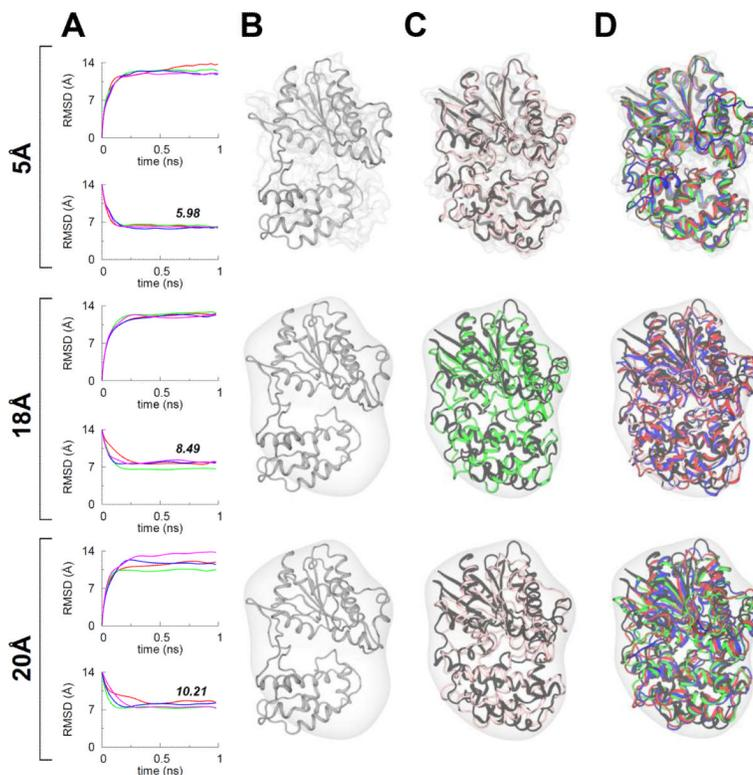 A B C D
5Å
14
7
0
RMSD (Å)
0 0.5 1
time (ns)
14
7
0
RMSD (Å)
5.98
0 0.5 1
time (ns)
18Å
14
7
0
RMSD (Å)
0 0.5 1
time (ns)
14
7
0
RMSD (Å)
8.49
0 0.5 1
time (ns)
20Å
14
7
0
RMSD (Å)
0 0.5 1
time (ns)
14
7
0
RMSD (Å)
10.21
0 0.5 1
time (ns)